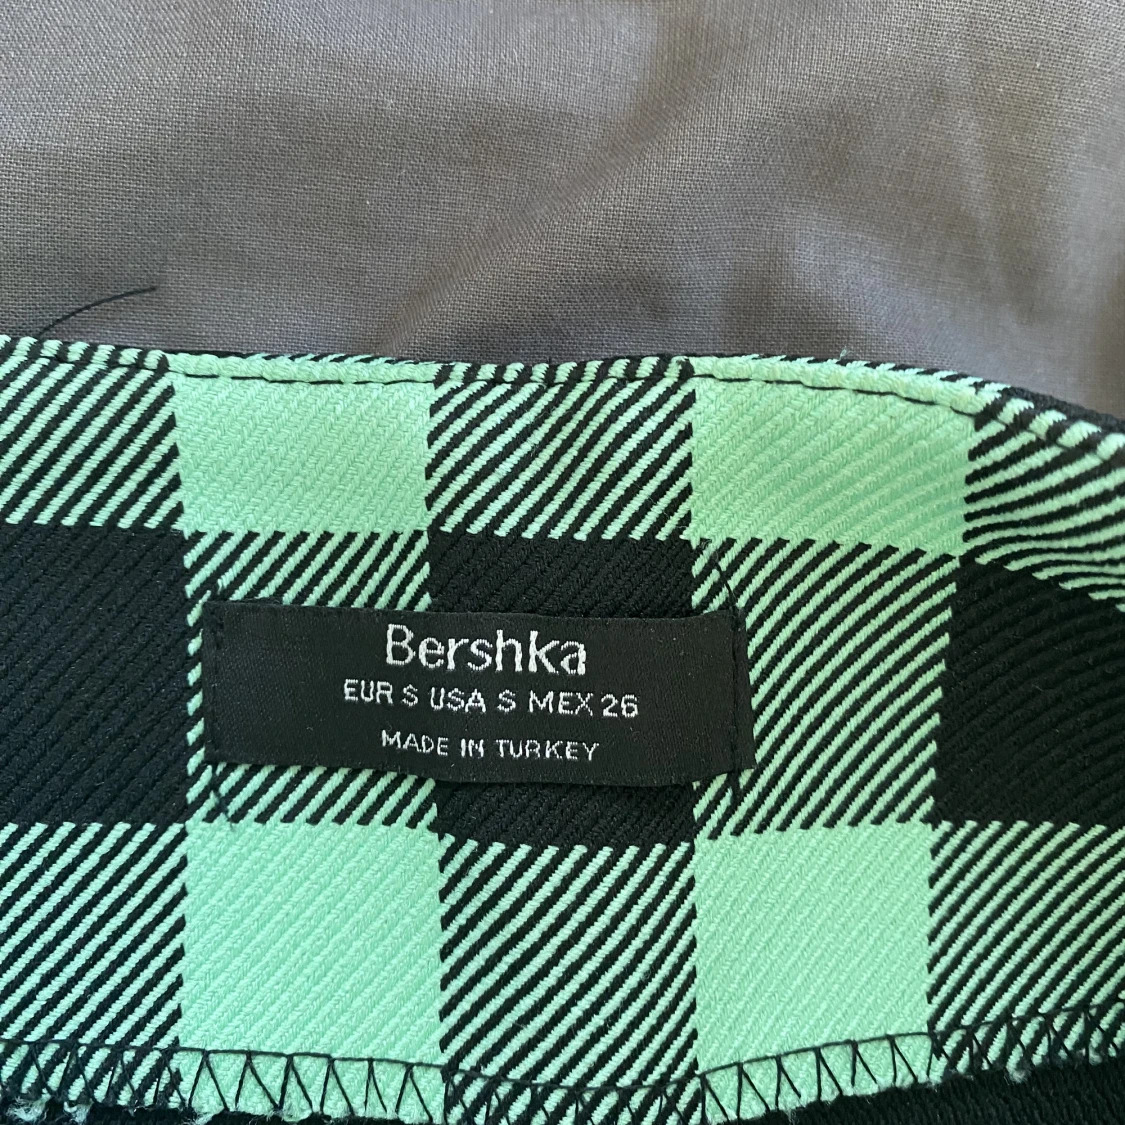 Bershka
EUR S USA S MEX 26
MADE IN TURKEY